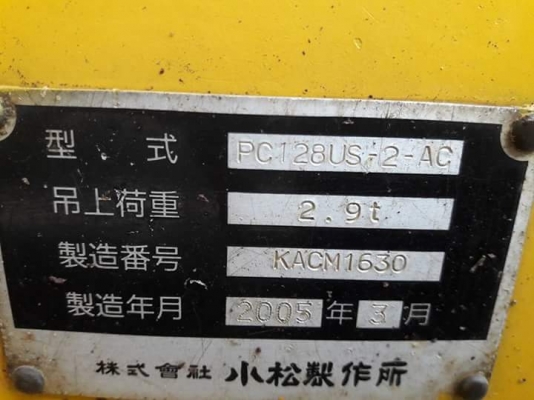 型式 PC128US-2-AC
吊上荷重 2.9t
製造番号 KACM1630
製造年月 2005年3月
株式會社 小松製作所